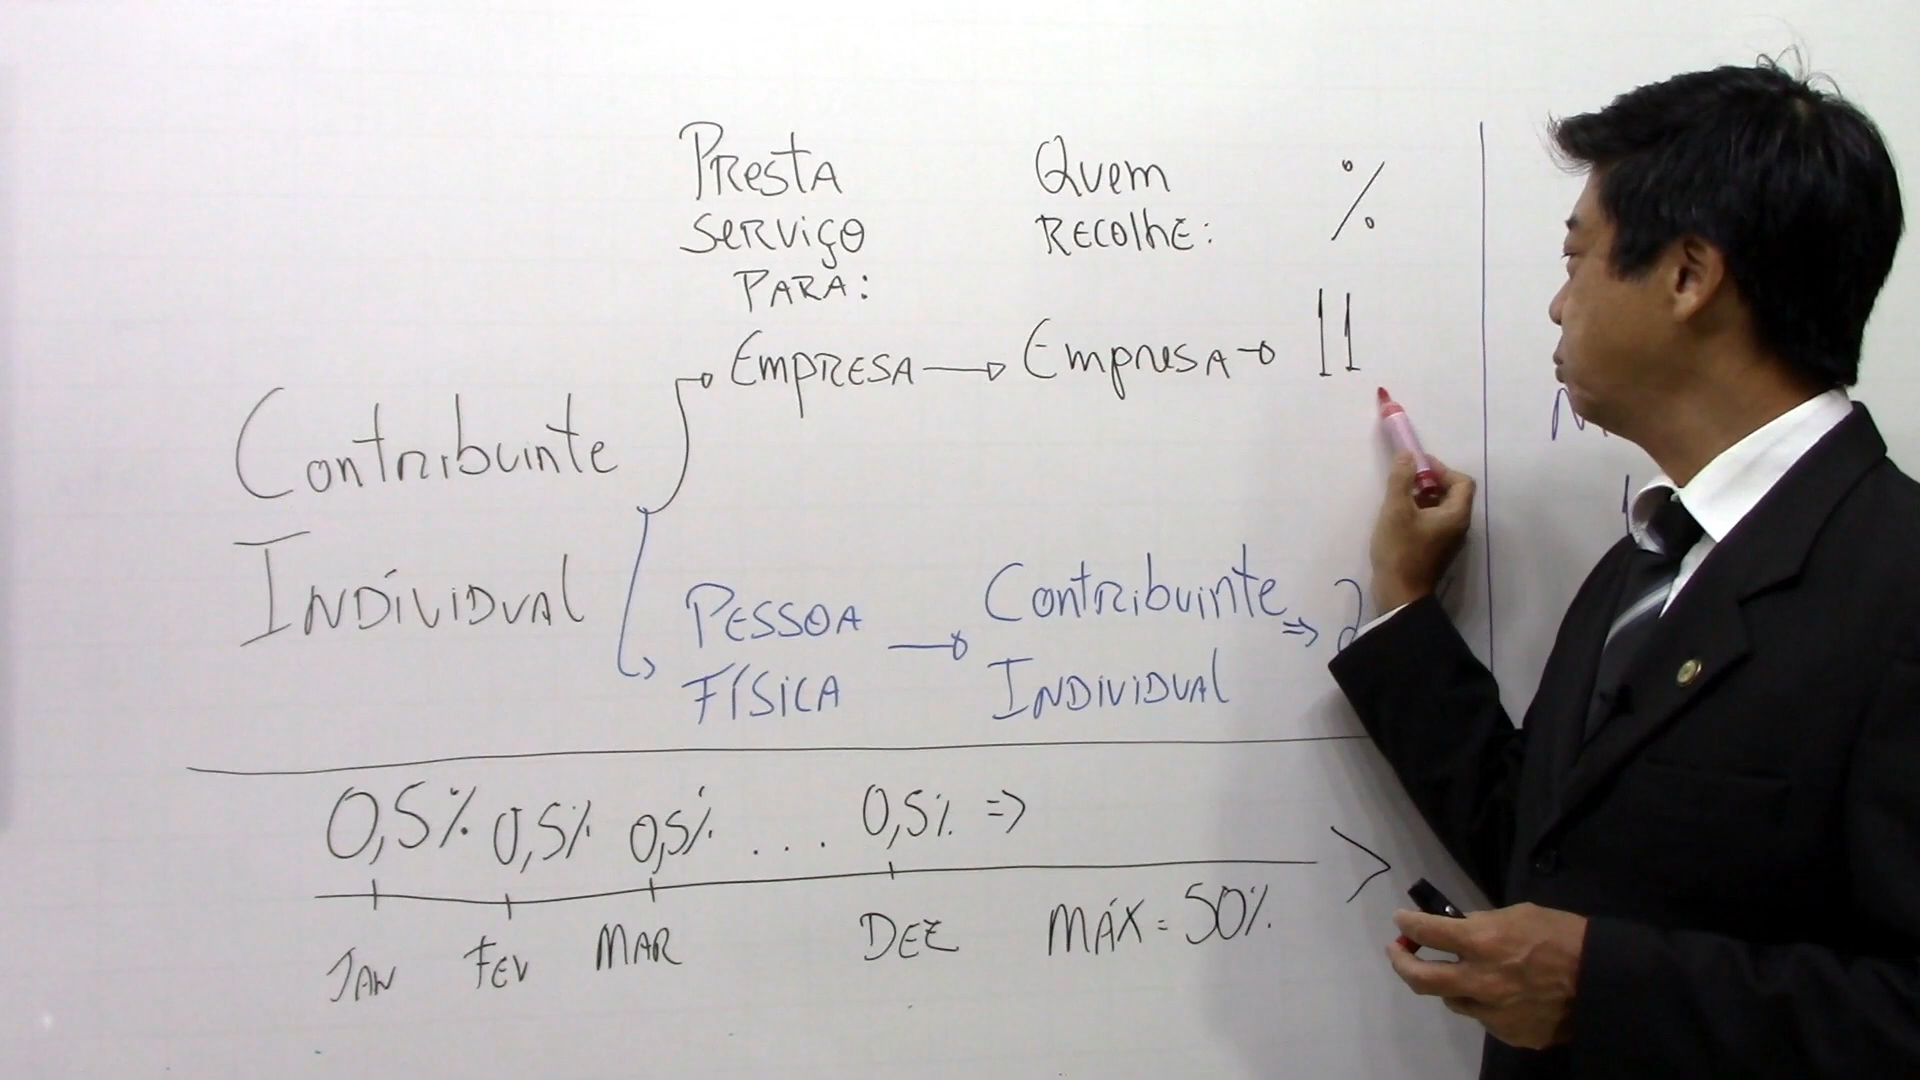 Presta
serviço
para:
Quem
recolhe:
%
Empresa
Empresa
11
Contribuinte
Individual
Pessoa
Física
Contribuinte
Individual
2
0,5% 0,5% 0,5% ... 0,5% =>
Jan Fev Mar Dez Máx = 50%